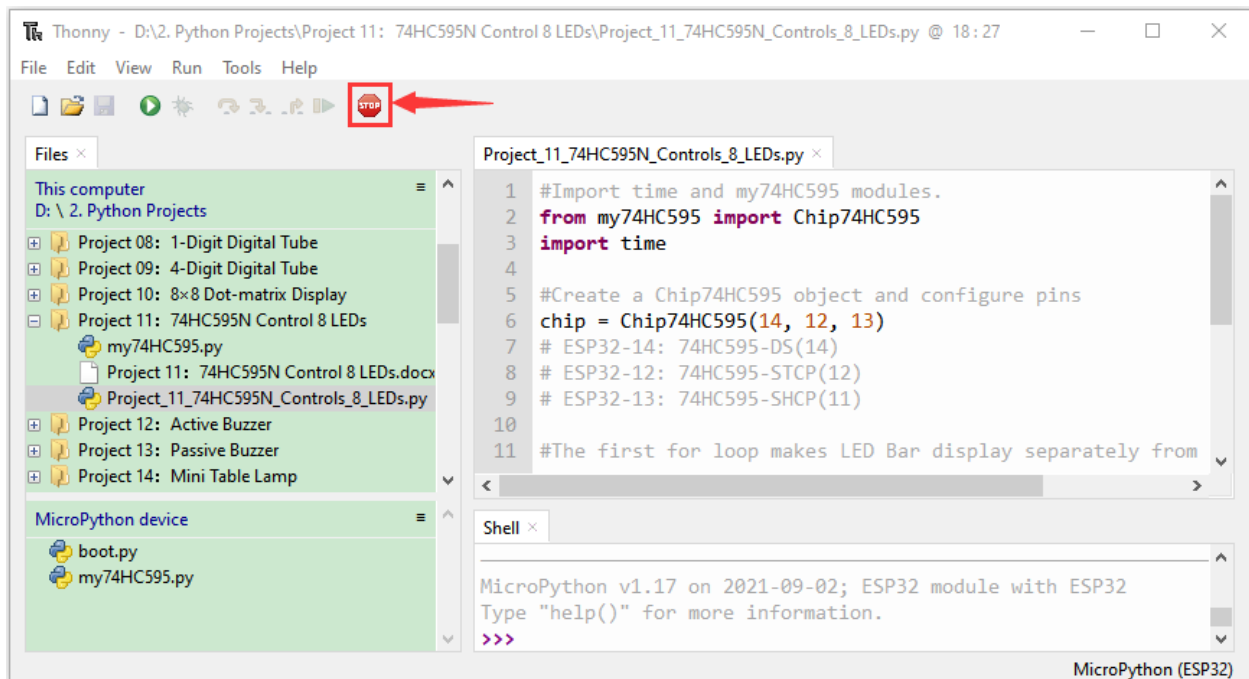 Thonny - D:\2. Python Projects\Project 11: 74HC595N Control 8 LEDs\Project_11_74HC595N_Controls_8_LEDs.py @ 18:27
File Edit View Run Tools Help
STOP
Files
This computer
D: \ 2. Python Projects
Project 08: 1-Digit Digital Tube
Project 09: 4-Digit Digital Tube
Project 10: 8×8 Dot-matrix Display
Project 11: 74HC595N Control 8 LEDs
my74HC595.py
Project 11: 74HC595N Control 8 LEDs.docx
Project_11_74HC595N_Controls_8_LEDs.py
Project 12: Active Buzzer
Project 13: Passive Buzzer
Project 14: Mini Table Lamp
MicroPython device
boot.py
my74HC595.py
Project_11_74HC595N_Controls_8_LEDs.py
1 #Import time and my74HC595 modules.
2 from my74HC595 import Chip74HC595
3 import time
4
5 #Create a Chip74HC595 object and configure pins
6 chip = Chip74HC595(14, 12, 13)
7 # ESP32-14: 74HC595-DS(14)
8 # ESP32-12: 74HC595-STCP(12)
9 # ESP32-13: 74HC595-SHCP(11)
10
11 #The first for loop makes LED Bar display separately from
Shell
MicroPython v1.17 on 2021-09-02; ESP32 module with ESP32
Type "help()" for more information.
>>>
MicroPython (ESP32)